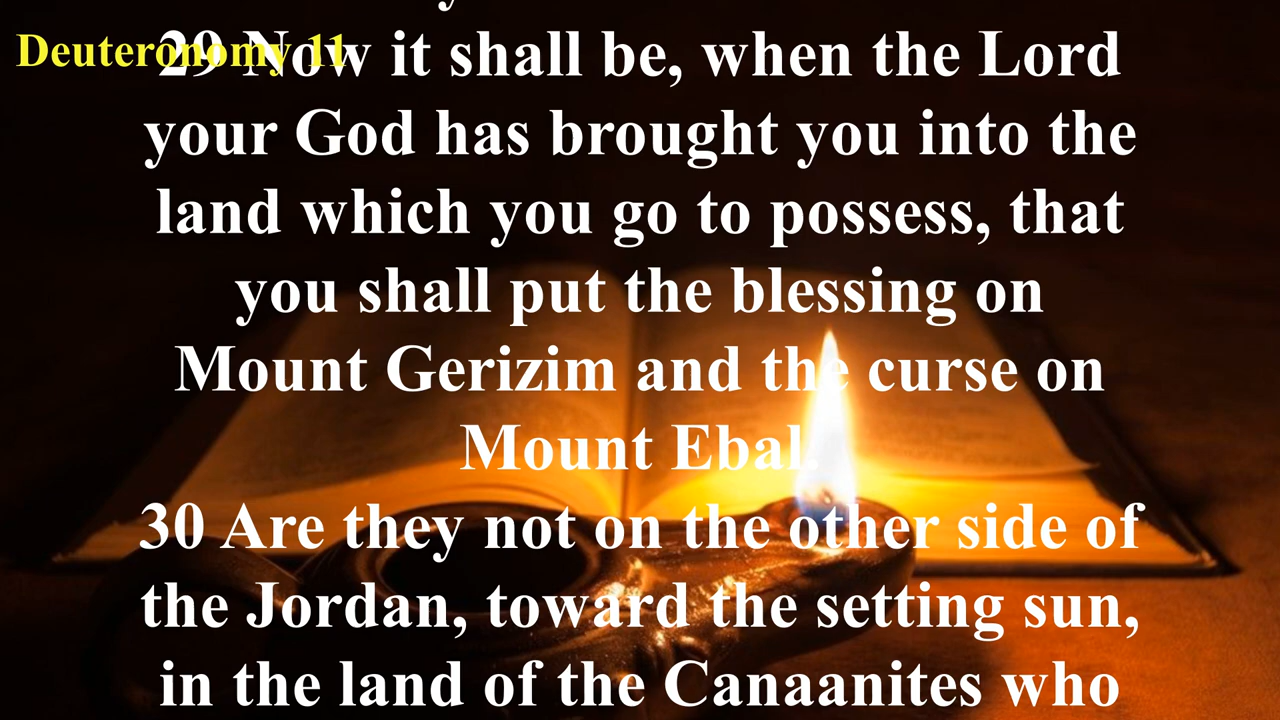 Deuteronomy 11
29 Now it shall be, when the Lord
your God has brought you into the
land which you go to possess, that
you shall put the blessing on
Mount Gerizim and the curse on
Mount Ebal.
30 Are they not on the other side of
the Jordan, toward the setting sun,
in the land of the Canaanites who